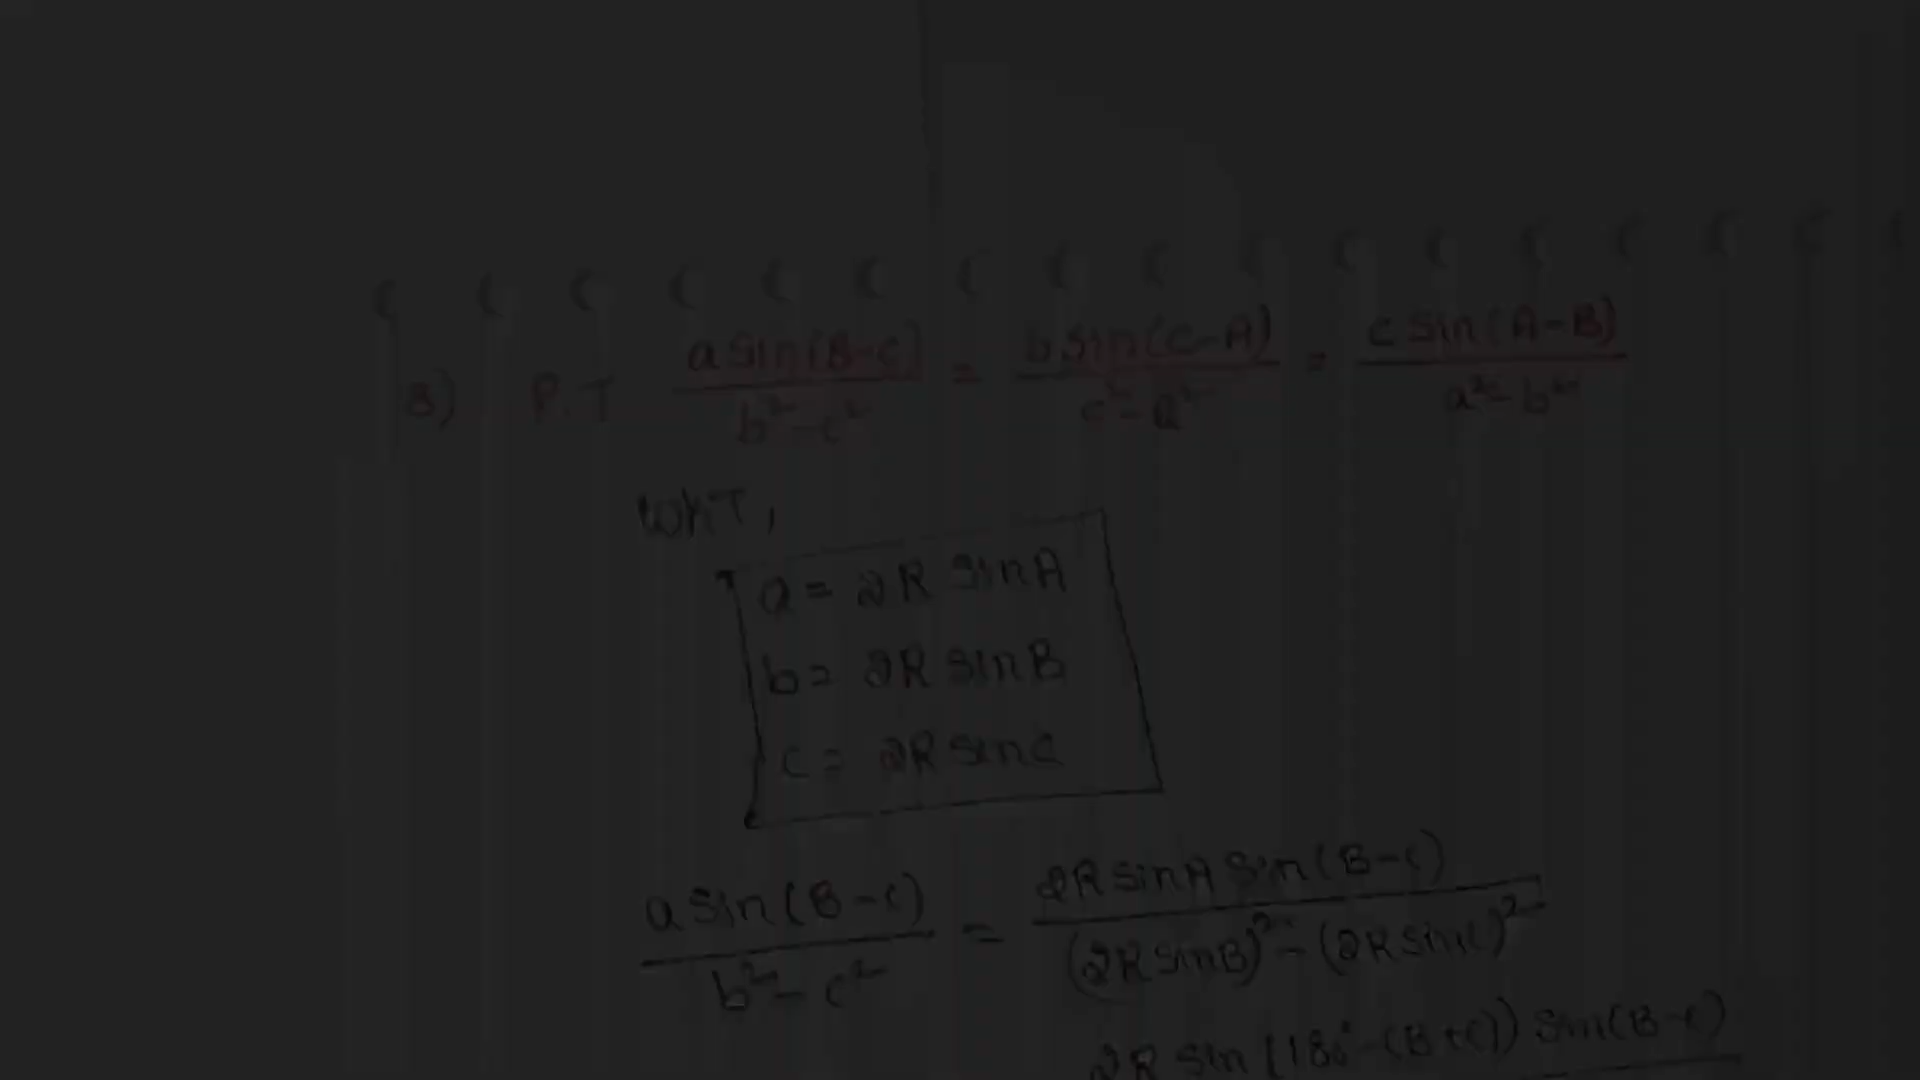 3) P.T a sin(B-C)/b²-c² = b sin(C-A)/c²-a² = c sin(A-B)/a²-b²
WKT,
a = 2R sinA
b = 2R sinB
c = 2R sinC
a sin(B-C)/b²-c² = 2R sinA sin(B-C)/(2R sinB)²-(2R sinC)²
2R sin[180°-(B+C)] sin(B-C)